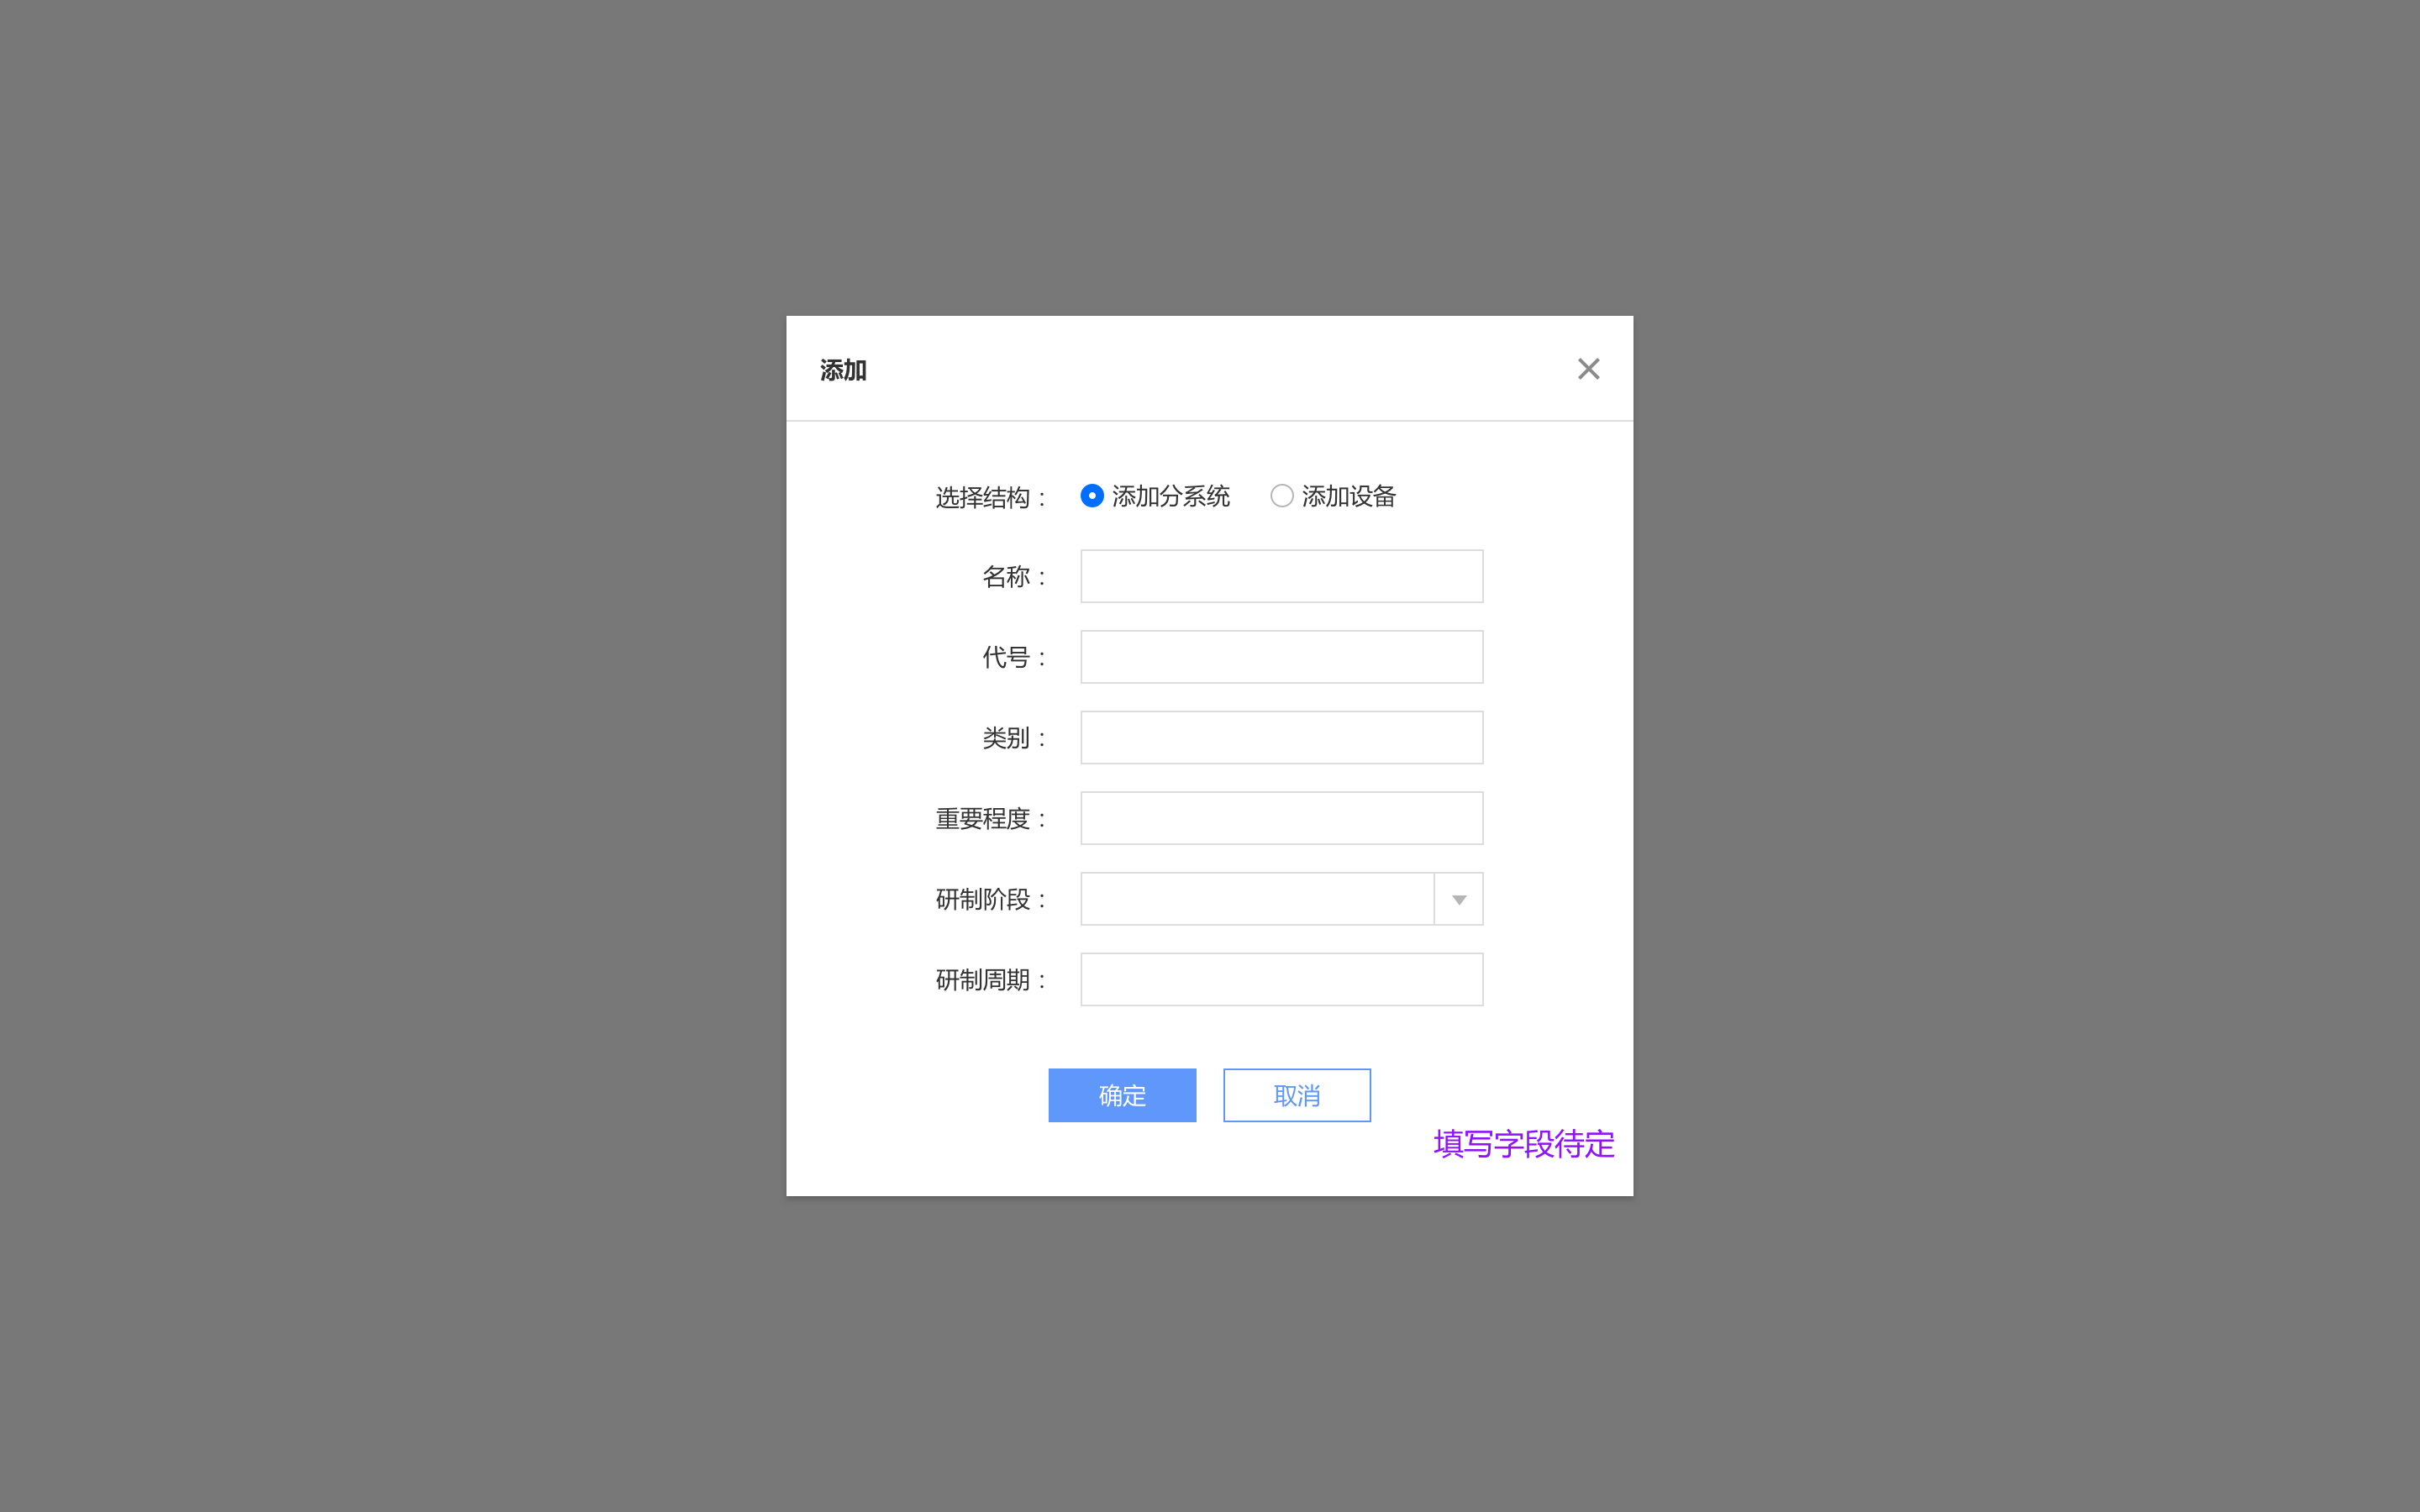 添加
选择结构： 添加分系统 添加设备
名称：
代号：
类别：
重要程度：
研制阶段：
研制周期：
确定 取消
填写字段待定